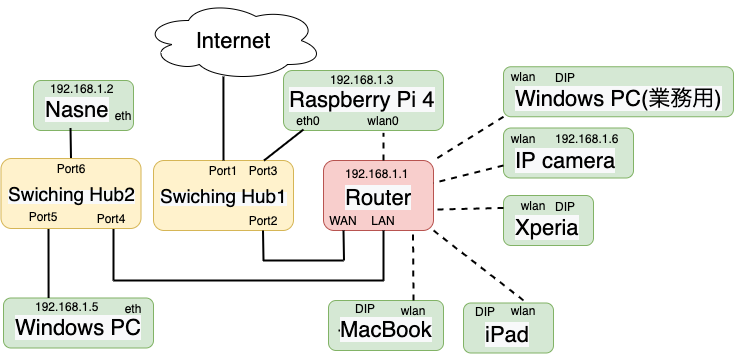 Internet
192.168.1.2
Nasne
eth
192.168.1.3
Raspberry Pi 4
eth0
wlan0
wlan
DIP
Windows PC(業務用)
wlan
192.168.1.6
IP camera
Port6
Swiching Hub2
Port5
Port4
Port1
Port3
Swiching Hub1
Port2
192.168.1.1
Router
WAN
LAN
wlan
DIP
Xperia
192.168.1.5
eth
Windows PC
DIP
wlan
MacBook
DIP
wlan
iPad